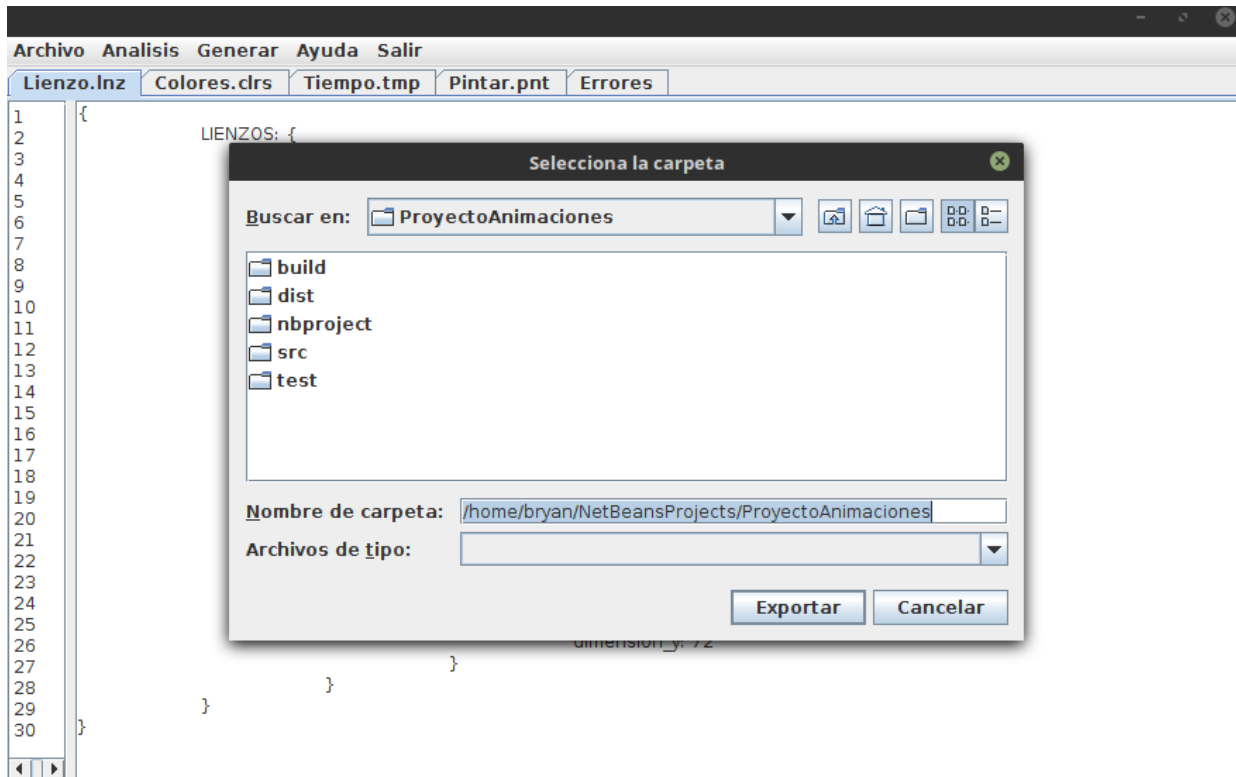 Archivo Analisis Generar Ayuda Salir
Lienzo.lnz Colores.clrs Tiempo.tmp Pintar.pnt Errores
1 {
2 LIENZOS: {
3
4
5
6
7
8
9
10
11
12
13
14
15
16
17
18
19
20
21
22
23
24
25
26 dimension_y: 72
27 }
28 }
29 }
30 }
Selecciona la carpeta
Buscar en: ProyectoAnimaciones
build
dist
nbproject
src
test
Nombre de carpeta: /home/bryan/NetBeansProjects/ProyectoAnimaciones
Archivos de tipo:
Exportar Cancelar